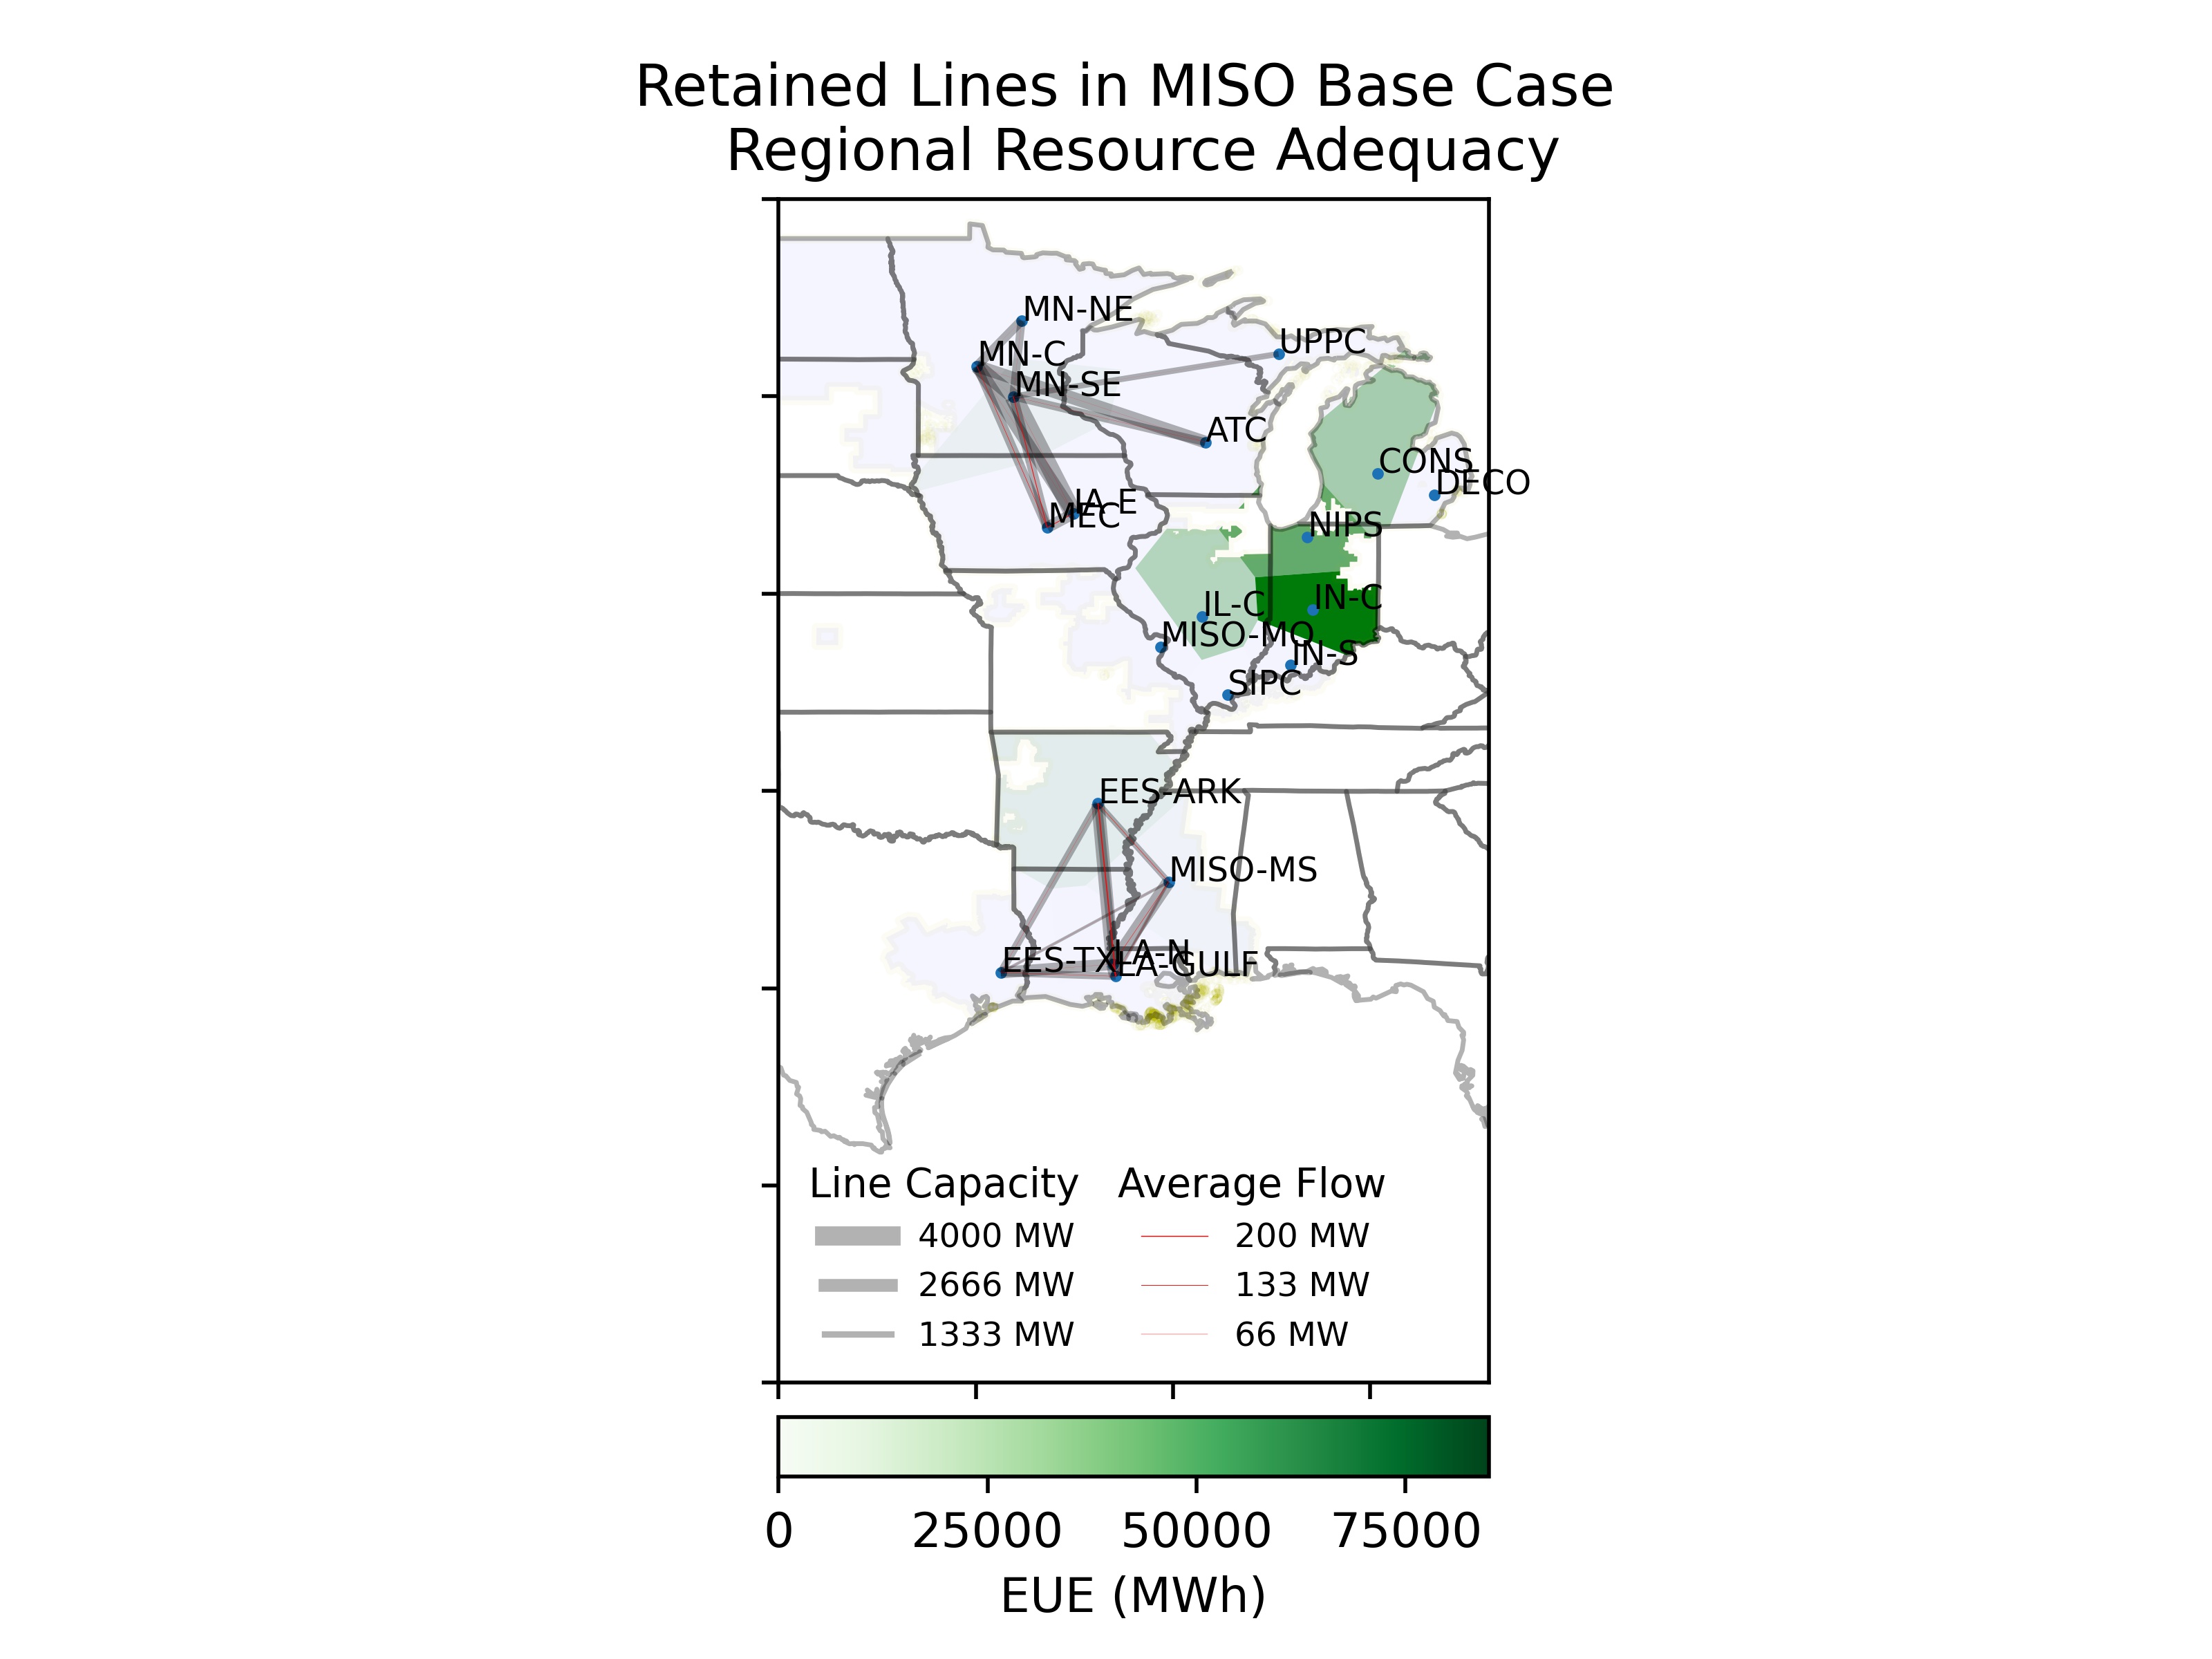 Retained Lines in MISO Base Case
Regional Resource Adequacy
MN-NE
UPPC
MN-C
MN-SE
ATC
CONS
DECO
IA-E
MEC
NIPS
IN-C
IL-C
MISO-MO
IN-S
SIPC
EES-ARK
MISO-MS
LA-N
EES-TX
LA-GULF
Line Capacity
4000 MW
2666 MW
1333 MW
Average Flow
200 MW
133 MW
66 MW
0 25000 50000 75000
EUE (MWh)